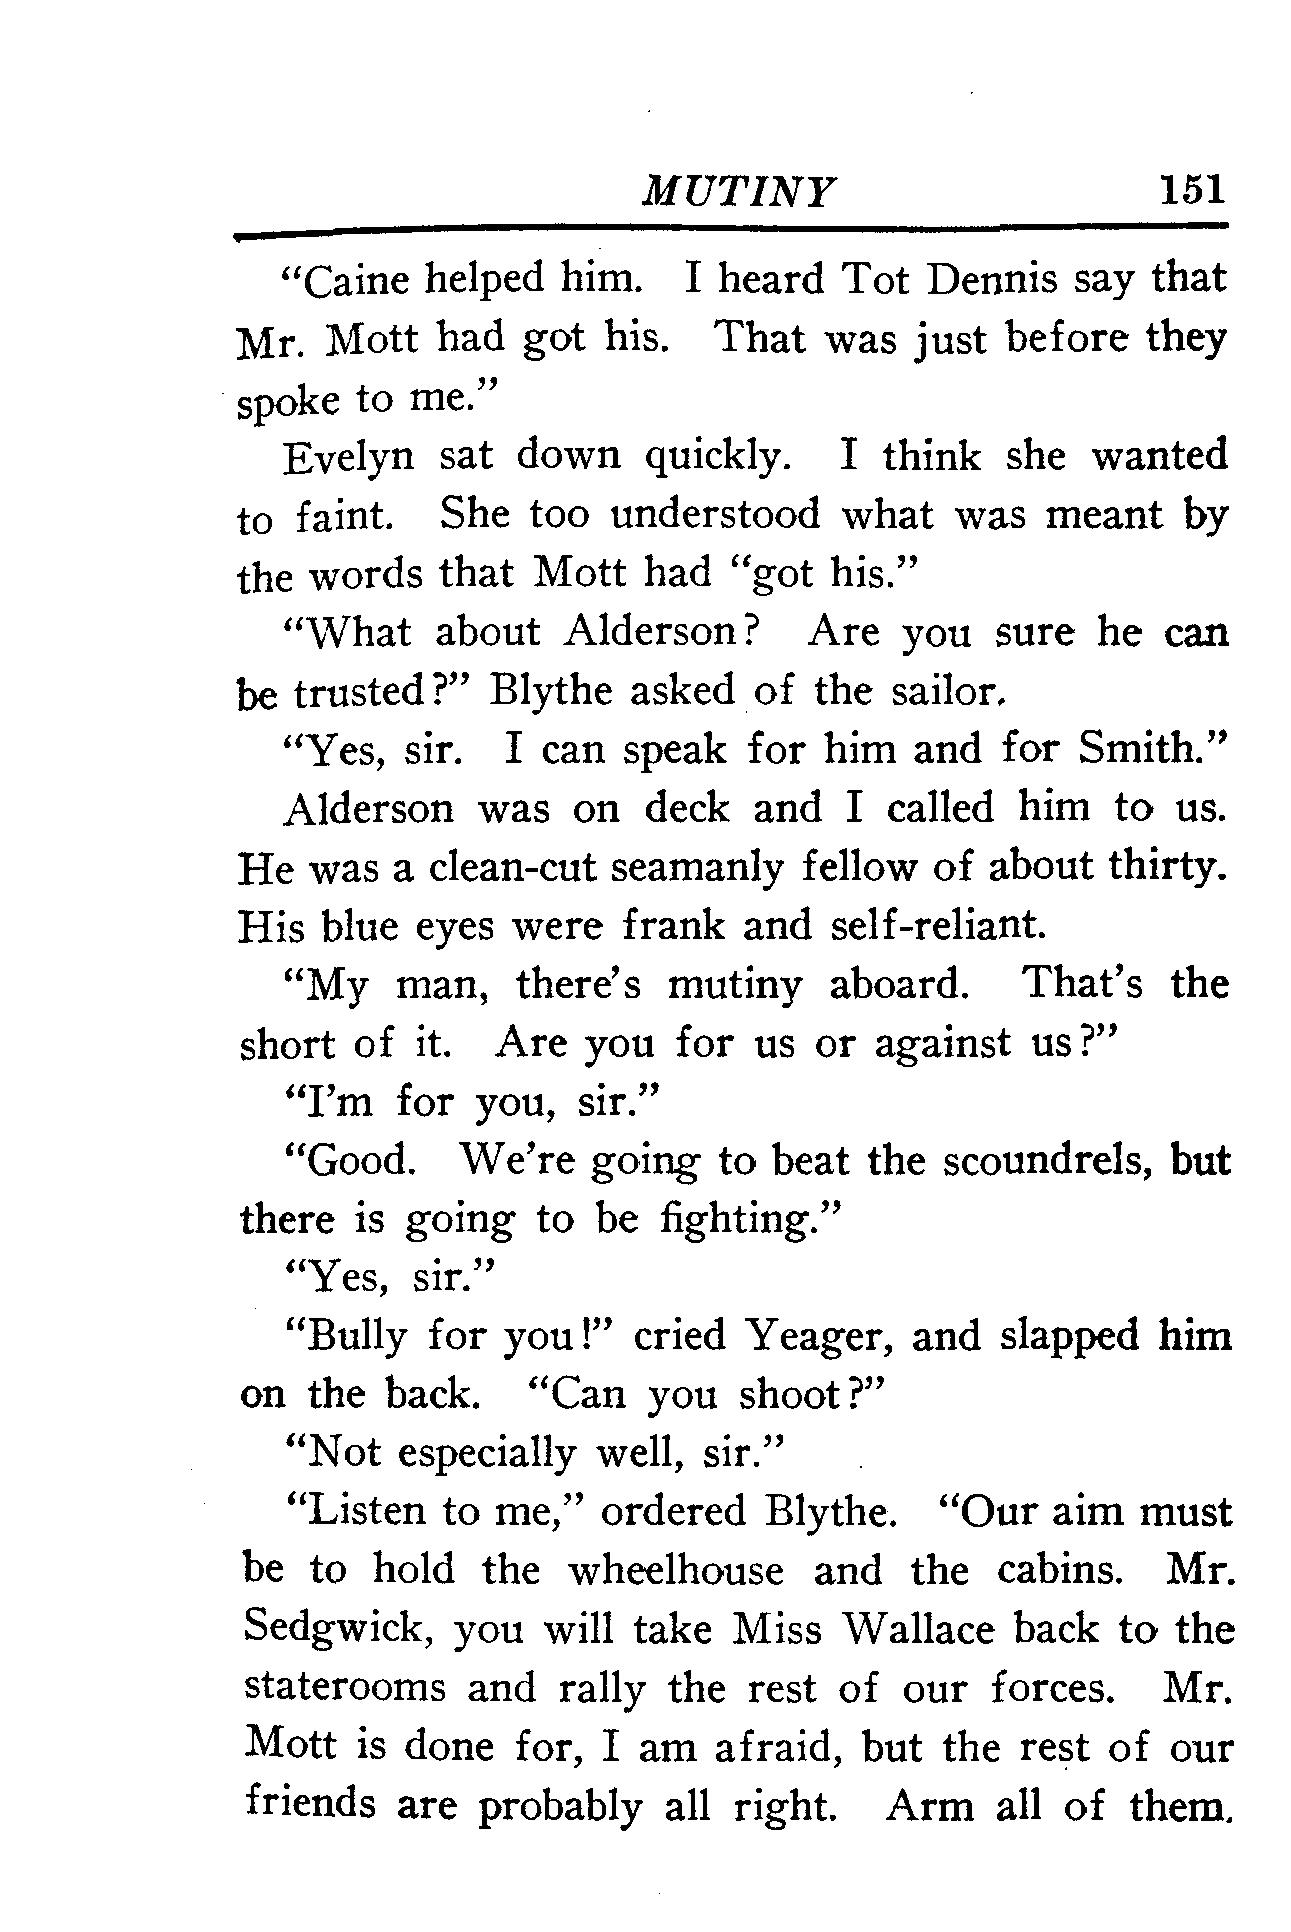 MUTINY 151
“Caine helped him. I heard Tot Dennis say that
Mr. Mott had got his. That was just before they
spoke to me.”
Evelyn sat down quickly. I think she wanted
to faint. She too understood what was meant by
the words that Mott had “got his.”
“What about Alderson? Are you sure he can
be trusted?” Blythe asked of the sailor.
“Yes, sir. I can speak for him and for Smith.”
Alderson was on deck and I called him to us.
He was a clean-cut seamanly fellow of about thirty.
His blue eyes were frank and self-reliant.
“My man, there’s mutiny aboard. That’s the
short of it. Are you for us or against us?”
“I’m for you, sir.”
“Good. We’re going to beat the scoundrels, but
there is going to be fighting.”
“Yes, sir.”
“Bully for you!” cried Yeager, and slapped him
on the back. “Can you shoot?”
“Not especially well, sir.”
“Listen to me,” ordered Blythe. “Our aim must
be to hold the wheelhouse and the cabins. Mr.
Sedgwick, you will take Miss Wallace back to the
staterooms and rally the rest of our forces. Mr.
Mott is done for, I am afraid, but the rest of our
friends are probably all right. Arm all of them.